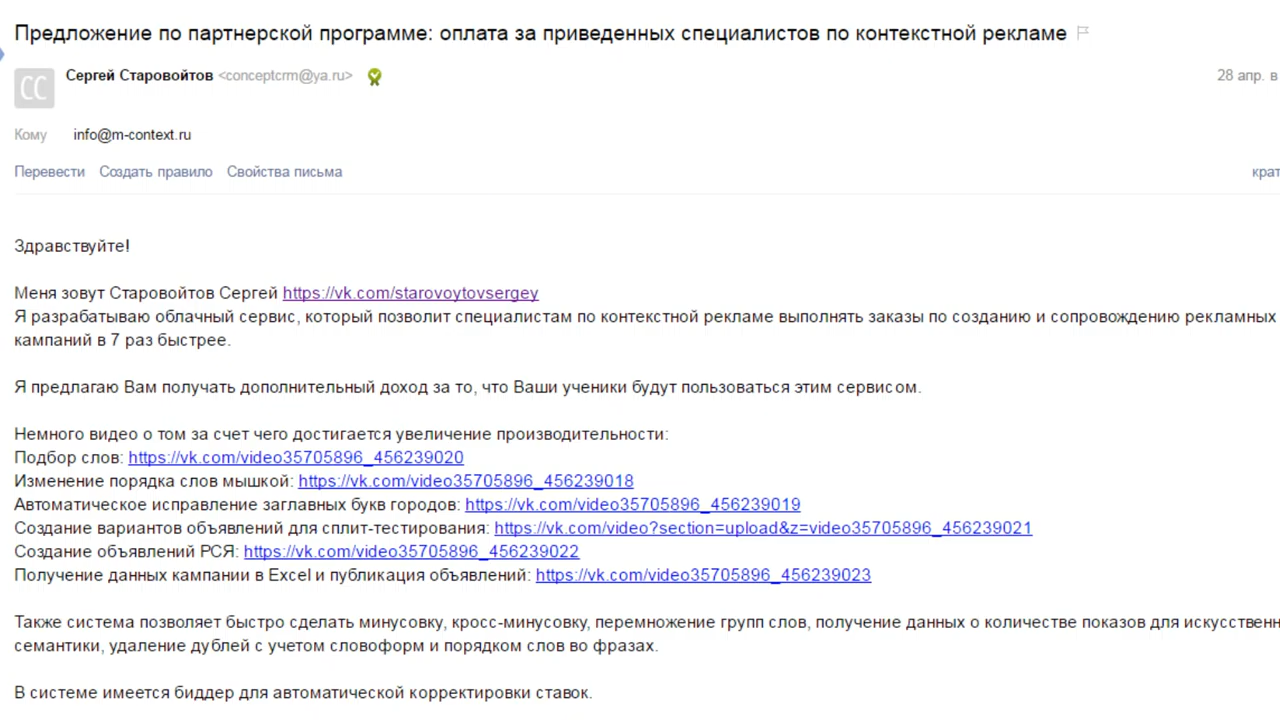 Предложение по партнерской программе: оплата за приведенных специалистов по контекстной рекламе
СС
Сергей Старовойтов <conceptcrm@ya.ru>
28 апр. в
Кому info@m-context.ru
Перевести Создать правило Свойства письма
крат
Здравствуйте!
Меня зовут Старовойтов Сергей https://vk.com/starovoytovsergey
Я разрабатываю облачный сервис, который позволит специалистам по контекстной рекламе выполнять заказы по созданию и сопровождению рекламных
кампаний в 7 раз быстрее.
Я предлагаю Вам получать дополнительный доход за то, что Ваши ученики будут пользоваться этим сервисом.
Немного видео о том за счет чего достигается увеличение производительности:
Подбор слов: https://vk.com/video35705896_456239020
Изменение порядка слов мышкой: https://vk.com/video35705896_456239018
Автоматическое исправление заглавных букв городов: https://vk.com/video35705896_456239019
Создание вариантов объявлений для сплит-тестирования: https://vk.com/video?section=upload&z=video35705896_456239021
Создание объявлений РСЯ: https://vk.com/video35705896_456239022
Получение данных кампании в Excel и публикация объявлений: https://vk.com/video35705896_456239023
Также система позволяет быстро сделать минусовку, кросс-минусовку, перемножение групп слов, получение данных о количестве показов для искусственн
семантики, удаление дублей с учетом словоформ и порядком слов во фразах.
В системе имеется биддер для автоматической корректировки ставок.